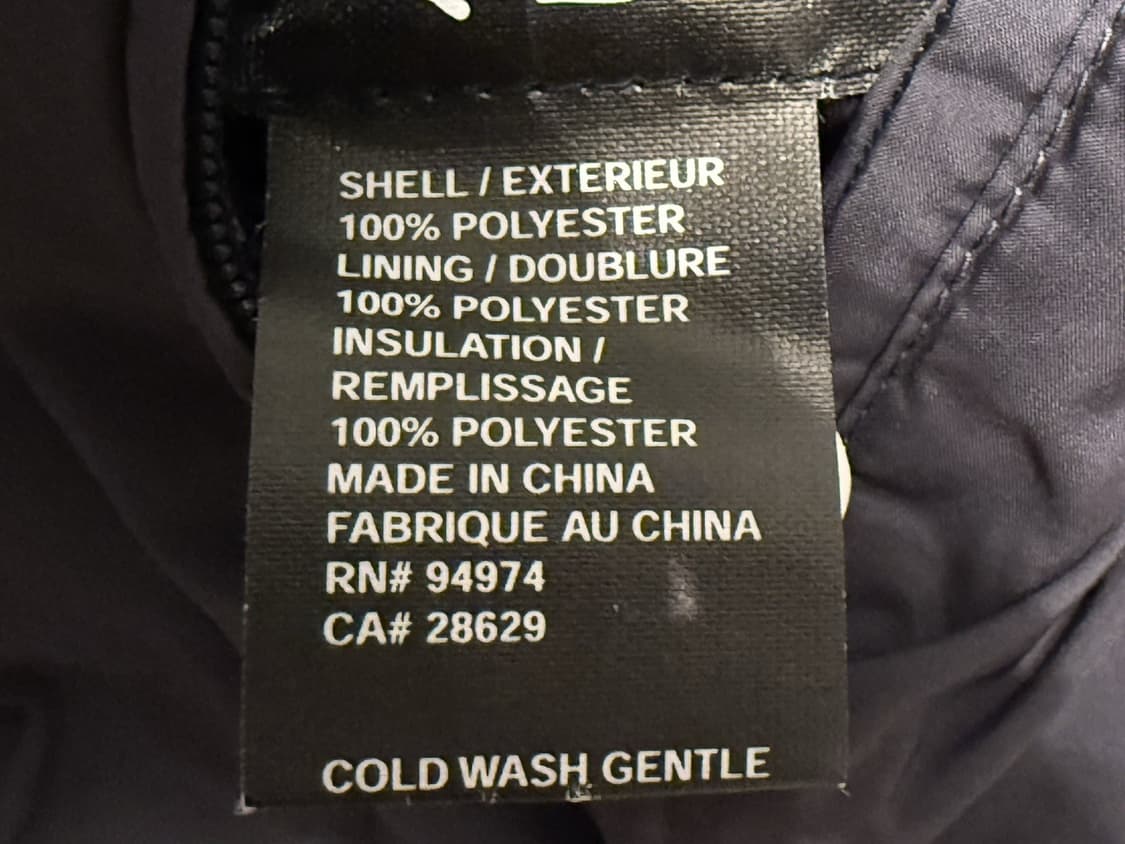 SHELL / EXTERIEUR
100% POLYESTER
LINING / DOUBLURE
100% POLYESTER
INSULATION /
REMPLISSAGE
100% POLYESTER
MADE IN CHINA
FABRIQUE AU CHINA
RN# 94974
CA# 28629
COLD WASH GENTLE